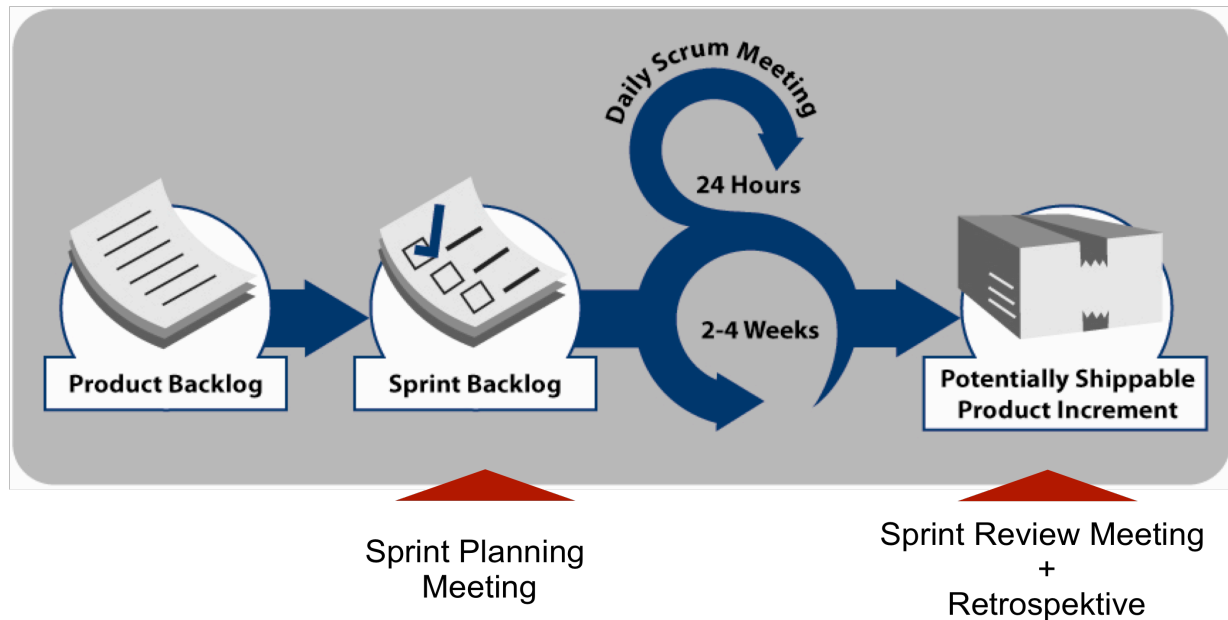 Daily Scrum Meeting
24 Hours
2-4 Weeks
Product Backlog
Sprint Backlog
Potentially Shippable
Product Increment
Sprint Planning
Meeting
Sprint Review Meeting
+
Retrospektive